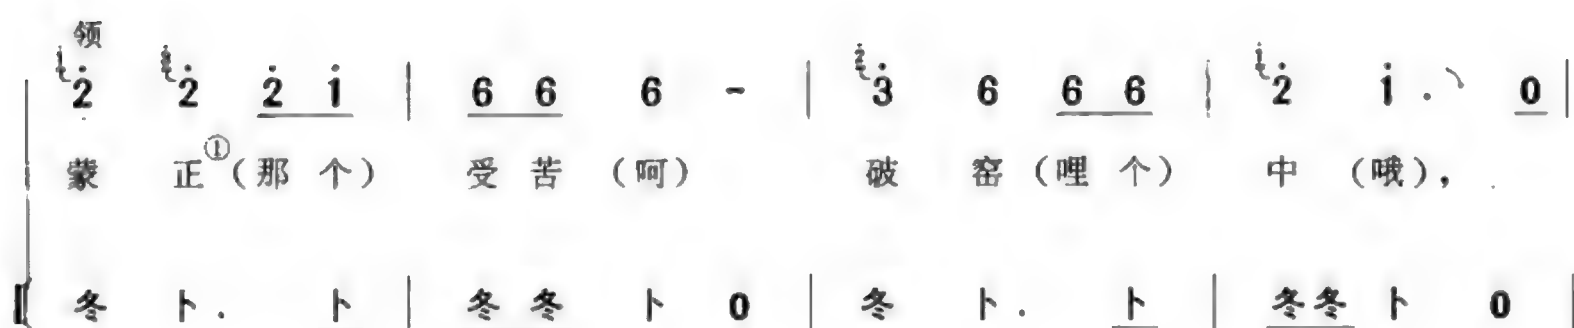 领
2̇ 2̇ 2̇ 1̇ | 6 6 6 - | 3̇ 6 6 6 | 2̇ 1̇ . 0 |
蒙 正①(那 个) 受 苦 (呵) 破 窑(哩 个) 中 (哦),
冬 卜. 卜 | 冬 冬 卜 0 | 冬 卜. 卜 | 冬冬 卜 0 |